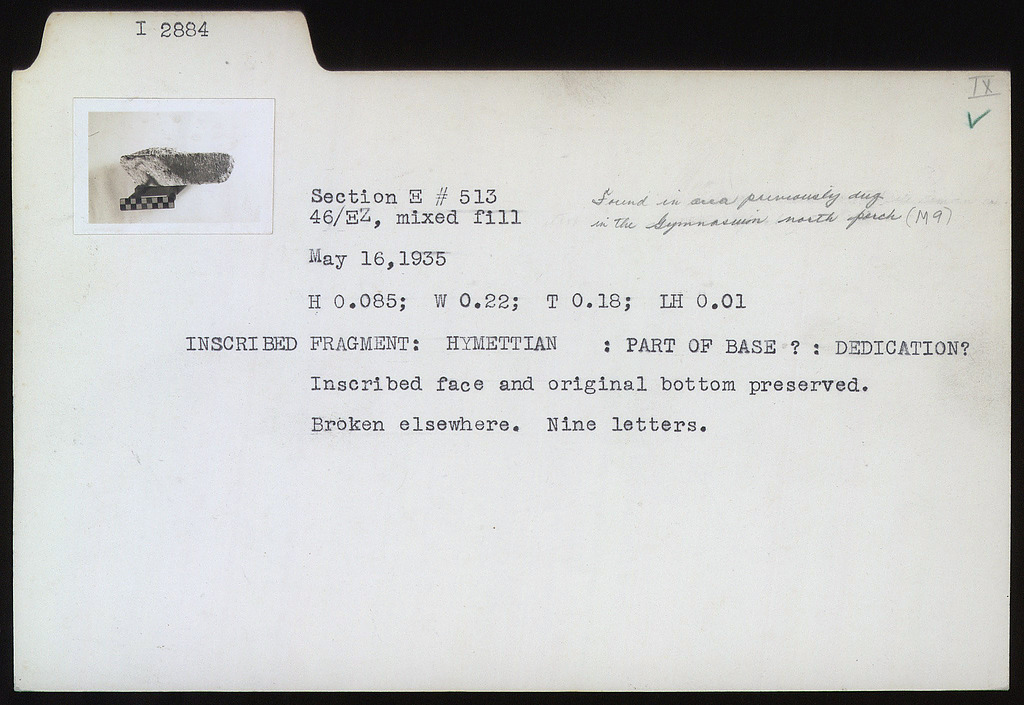 I 2884
IX
Section E # 513
46/EZ, mixed fill
Found in area previously dug
in the Gymnasium north porch (M 9)
May 16,1935
H 0.085; W 0.22; T 0.18; LH 0.01
INSCRIBED FRAGMENT: HYMETTIAN : PART OF BASE ? : DEDICATION?
Inscribed face and original bottom preserved.
Broken elsewhere. Nine letters.